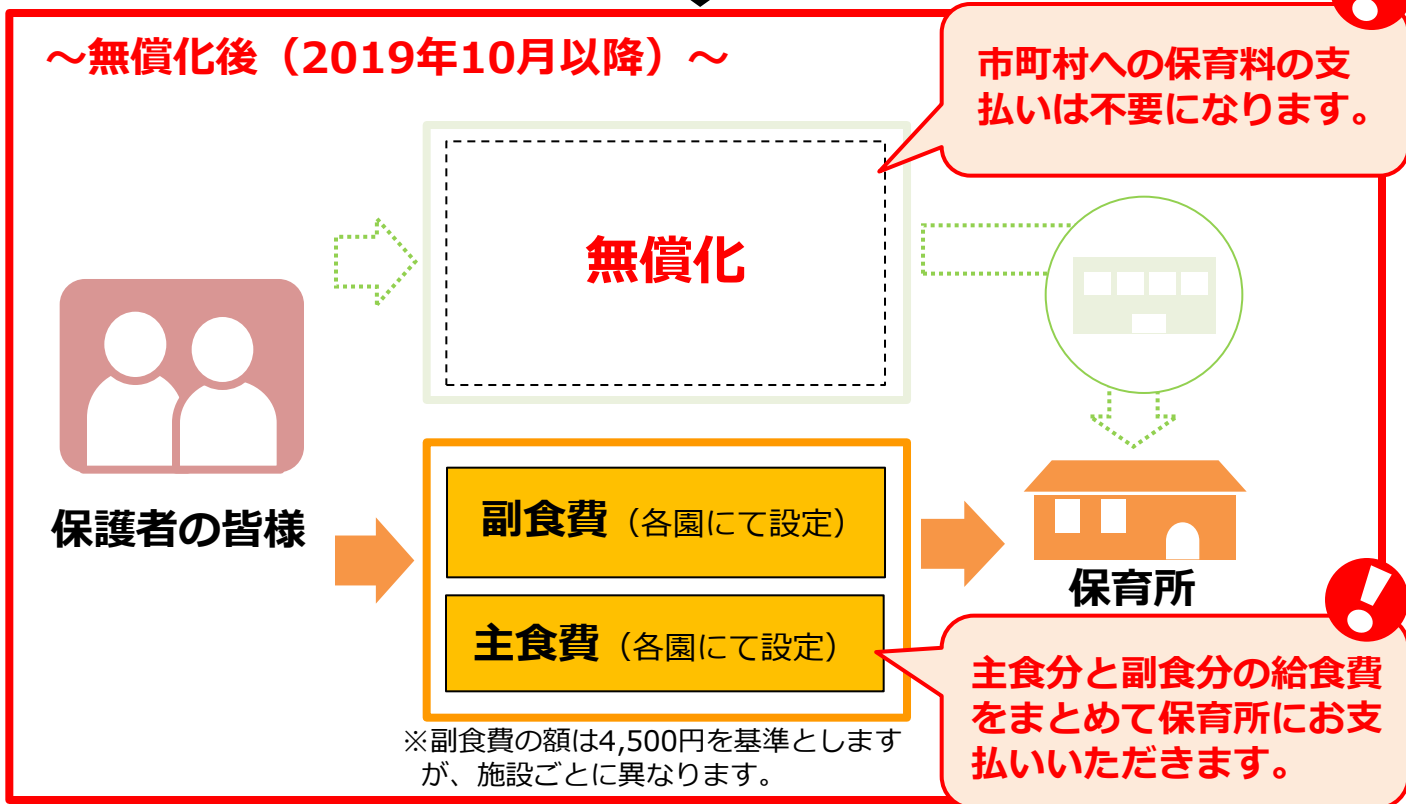 ～無償化後（2019年10月以降）～
市町村への保育料の支
払いは不要になります。
無償化
保護者の皆様
副食費（各園にて設定）
主食費（各園にて設定）
保育所
主食分と副食分の給食費
をまとめて保育所にお支
払いいただきます。
※副食費の額は4,500円を基準とします
が、施設ごとに異なります。